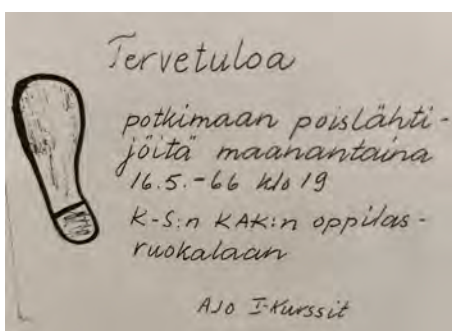 Tervetuloa
potkimaan poislähti-
jöitä maanantaina
16.5.-66 klo 19
K-S:n KAK:n oppilas-
ruokalaan
AJO I-Kurssit